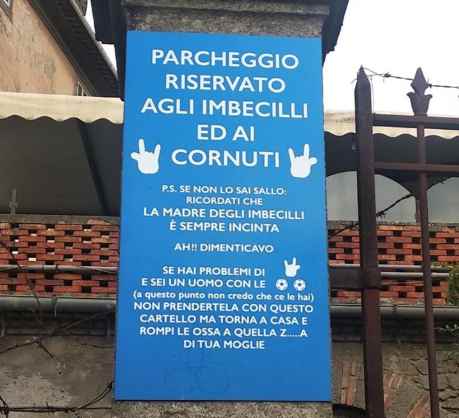 PARCHEGGIO
RISERVATO
AGLI IMBECILLI
ED AI
CORNUTI
P.S. SE NON LO SAI SALLO:
RICORDATI CHE
LA MADRE DEGLI IMBECILLI
È SEMPRE INCINTA
AH!! DIMENTICAVO
SE HAI PROBLEMI DI
E SEI UN UOMO CON LE
(a questo punto non credo che ce le hai)
NON PRENDERTELA CON QUESTO
CARTELLO MA TORNA A CASA E
ROMPI LE OSSA A QUELLA Z.....A
DI TUA MOGLIE